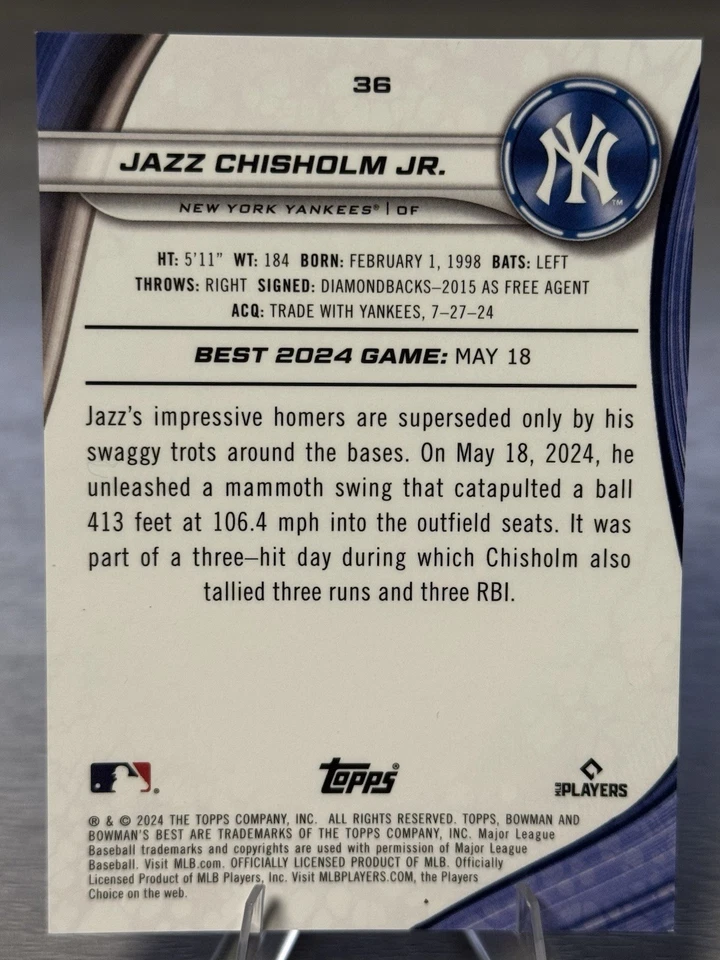 36
JAZZ CHISHOLM JR.
NY
TM
NEW YORK YANKEES® | OF
HT: 5'11" WT: 184 BORN: FEBRUARY 1, 1998 BATS: LEFT
THROWS: RIGHT SIGNED: DIAMONDBACKS–2015 AS FREE AGENT
ACQ: TRADE WITH YANKEES, 7–27–24
BEST 2024 GAME: MAY 18
Jazz's impressive homers are superseded only by his
swaggy trots around the bases. On May 18, 2024, he
unleashed a mammoth swing that catapulted a ball
413 feet at 106.4 mph into the outfield seats. It was
part of a three–hit day during which Chisholm also
tallied three runs and three RBI.
®
Topps®
MLB PLAYERS
® & © 2024 THE TOPPS COMPANY, INC. ALL RIGHTS RESERVED. TOPPS, BOWMAN AND
BOWMAN'S BEST ARE TRADEMARKS OF THE TOPPS COMPANY, INC. Major League
Baseball trademarks and copyrights are used with permission of Major League
Baseball. Visit MLB.com. OFFICIALLY LICENSED PRODUCT OF MLB. Officially
Licensed Product of MLB Players, Inc. Visit MLBPLAYERS.COM, the Players
Choice on the web.